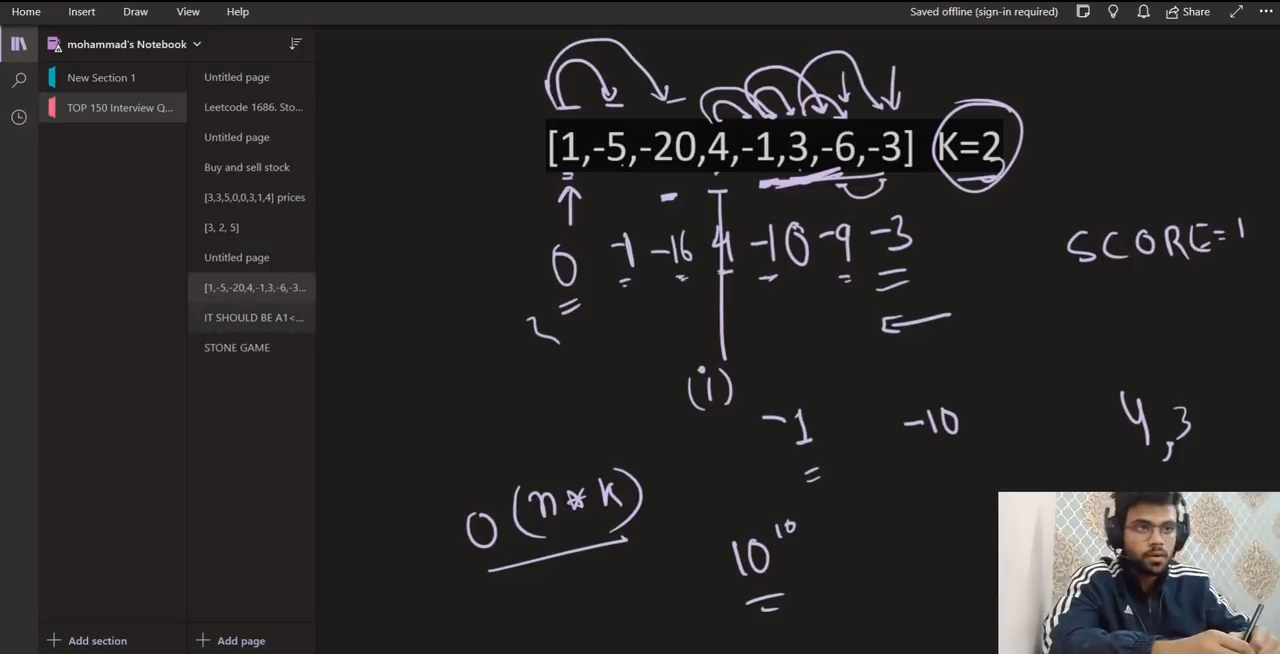 Home Insert Draw View Help Saved offline (sign-in required) Share
mohammad's Notebook
New Section 1
TOP 150 Interview Q...
Untitled page
Leetcode 1686. Sto...
Untitled page
Buy and sell stock
[3,3,5,0,0,3,1,4] prices
[3, 2, 5]
Untitled page
[1,-5,-20,4,-1,3,-6,-3...
IT SHOULD BE A1<...
STONE GAME
Add section
Add page
[1,-5,-20,4,-1,3,-6,-3] K=2
0 -1 -16 4 -10 -9 -3
SCORE=1
(i)
-1 -10
4,3
O(n*k)
10^10